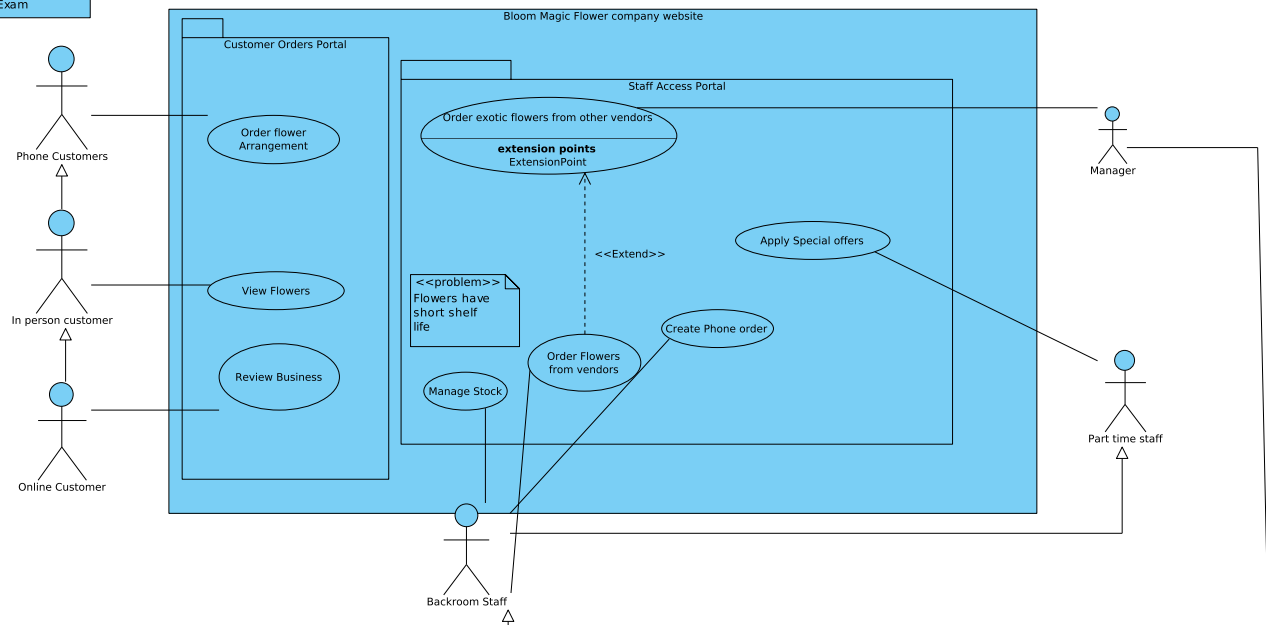 Exam
Bloom Magic Flower company website
Customer Orders Portal
Staff Access Portal
Phone Customers
In person customer
Online Customer
Order flower
Arrangement
View Flowers
Review Business
Order exotic flowers from other vendors
extension points
ExtensionPoint
<<Extend>>
<<problem>>
Flowers have
short shelf
life
Apply Special offers
Create Phone order
Order Flowers
from vendors
Manage Stock
Manager
Part time staff
Backroom Staff